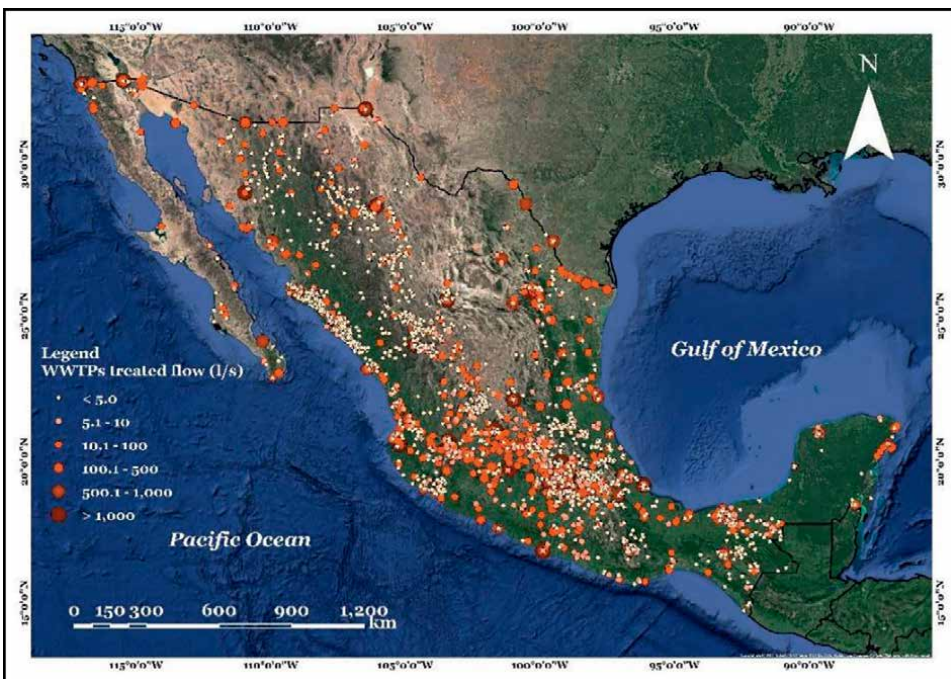 115°0'0"W 110°0'0"W 105°0'0"W 100°0'0"W 95°0'0"W 90°0'0"W
N
30°0'0"N
30°0'0"N
25°0'0"N
25°0'0"N
Gulf of Mexico
Legend
WWTPs treated flow (l/s)
< 5.0
5.1 - 10
10.1 - 100
100.1 - 500
500.1 - 1,000
> 1,000
20°0'0"N
20°0'0"N
Pacific Ocean
15°0'0"N
15°0'0"N
0 150 300 600 900 1,200
km
115°0'0"W 110°0'0"W 105°0'0"W 100°0'0"W 95°0'0"W 90°0'0"W